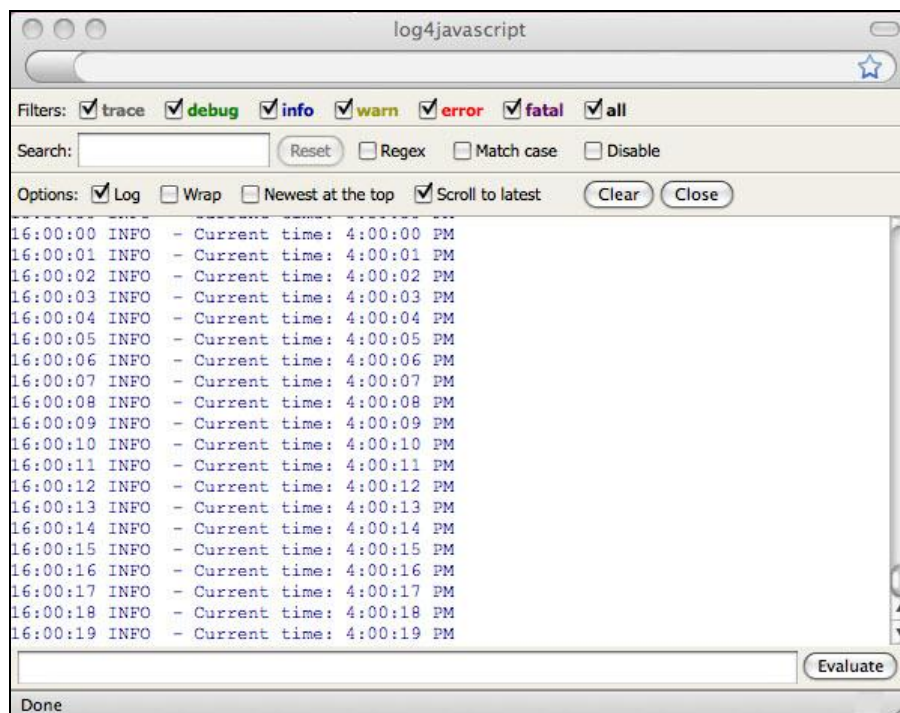 log4javascript
Filters: trace debug info warn error fatal all
Search: Reset Regex Match case Disable
Options: Log Wrap Newest at the top Scroll to latest Clear Close
16:00:00 INFO  - Current time: 4:00:00 PM
16:00:01 INFO  - Current time: 4:00:01 PM
16:00:02 INFO  - Current time: 4:00:02 PM
16:00:03 INFO  - Current time: 4:00:03 PM
16:00:04 INFO  - Current time: 4:00:04 PM
16:00:05 INFO  - Current time: 4:00:05 PM
16:00:06 INFO  - Current time: 4:00:06 PM
16:00:07 INFO  - Current time: 4:00:07 PM
16:00:08 INFO  - Current time: 4:00:08 PM
16:00:09 INFO  - Current time: 4:00:09 PM
16:00:10 INFO  - Current time: 4:00:10 PM
16:00:11 INFO  - Current time: 4:00:11 PM
16:00:12 INFO  - Current time: 4:00:12 PM
16:00:13 INFO  - Current time: 4:00:13 PM
16:00:14 INFO  - Current time: 4:00:14 PM
16:00:15 INFO  - Current time: 4:00:15 PM
16:00:16 INFO  - Current time: 4:00:16 PM
16:00:17 INFO  - Current time: 4:00:17 PM
16:00:18 INFO  - Current time: 4:00:18 PM
16:00:19 INFO  - Current time: 4:00:19 PM
Evaluate
Done